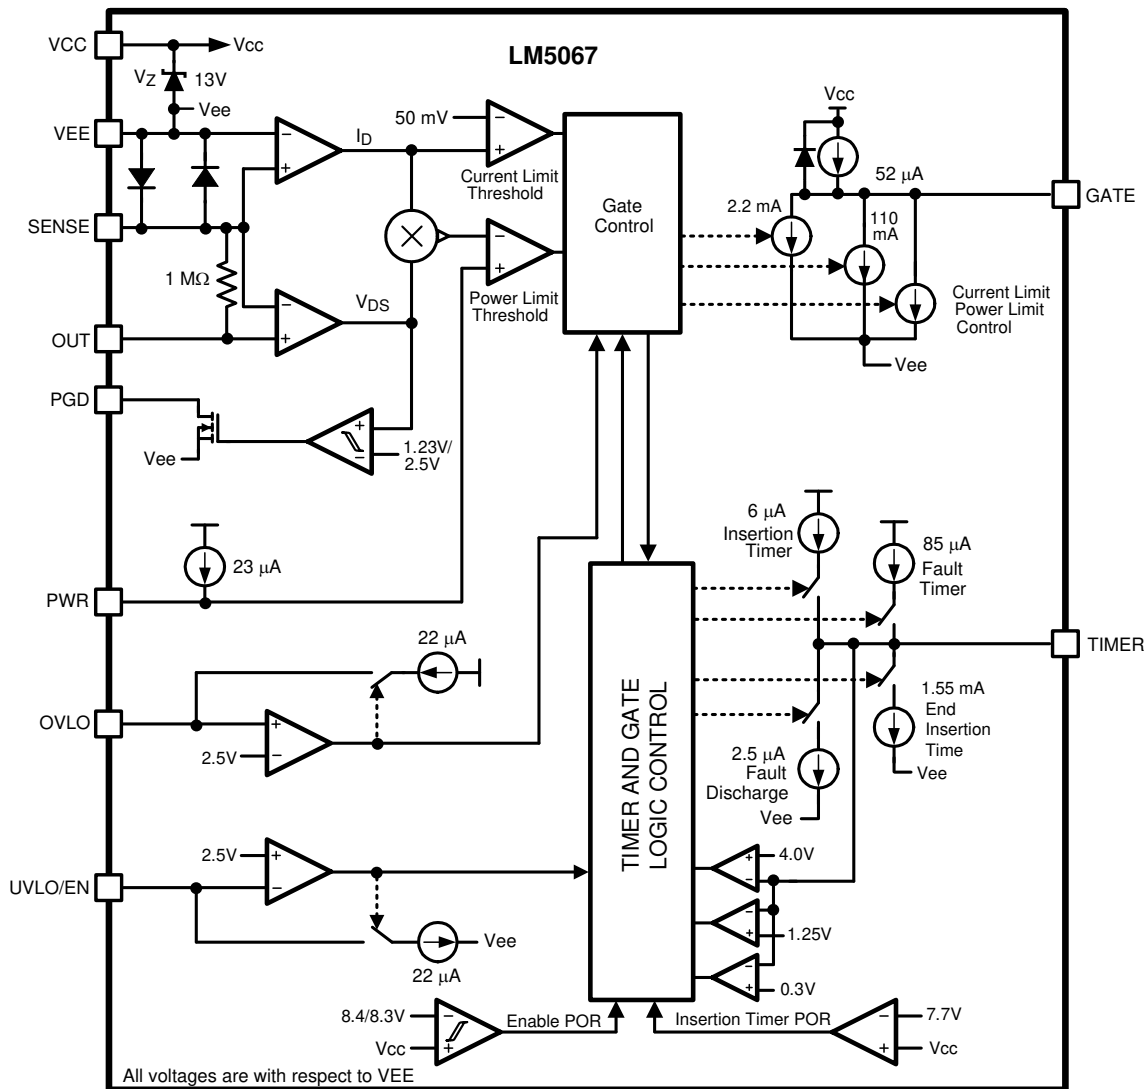 LM5067
VCC
Vcc
VZ
13V
Vee
VEE
SENSE
1 MΩ
OUT
PGD
Vee
ID
VDS
50 mV
−
+
Current Limit
Threshold
−
+
Power Limit
Threshold
−
+
−
+
+
−
1.23V/
2.5V
Gate
Control
Vcc
52 µA
2.2 mA
110
mA
GATE
Current Limit
Power Limit
Control
Vee
PWR
23 µA
22 µA
OVLO
+
−
2.5V
UVLO/EN
2.5V
+
−
Vee
22 µA
TIMER AND GATE
LOGIC CONTROL
6 µA
Insertion
Timer
85 µA
Fault
Timer
TIMER
1.55 mA
End
Insertion
Time
Vee
2.5 µA
Fault
Discharge
Vee
+
−
4.0V
−
+
1.25V
−
+
0.3V
8.4/8.3V
−
Vcc
+
Enable POR
Insertion Timer POR
−
7.7V
+
Vcc
All voltages are with respect to VEE